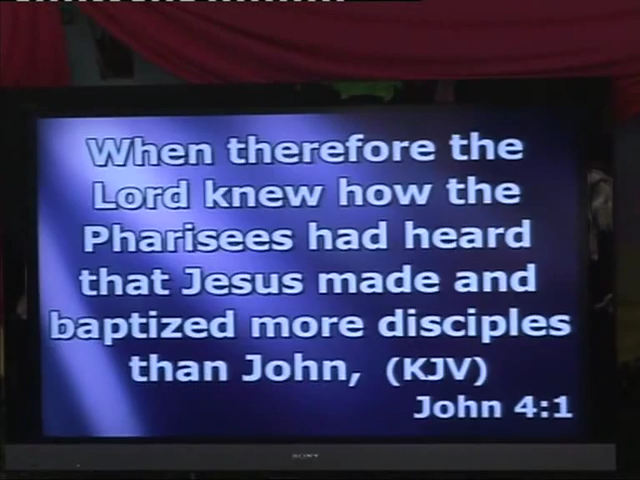 When therefore the
Lord knew how the
Pharisees had heard
that Jesus made and
baptized more disciples
than John, (KJV)
John 4:1
SONY